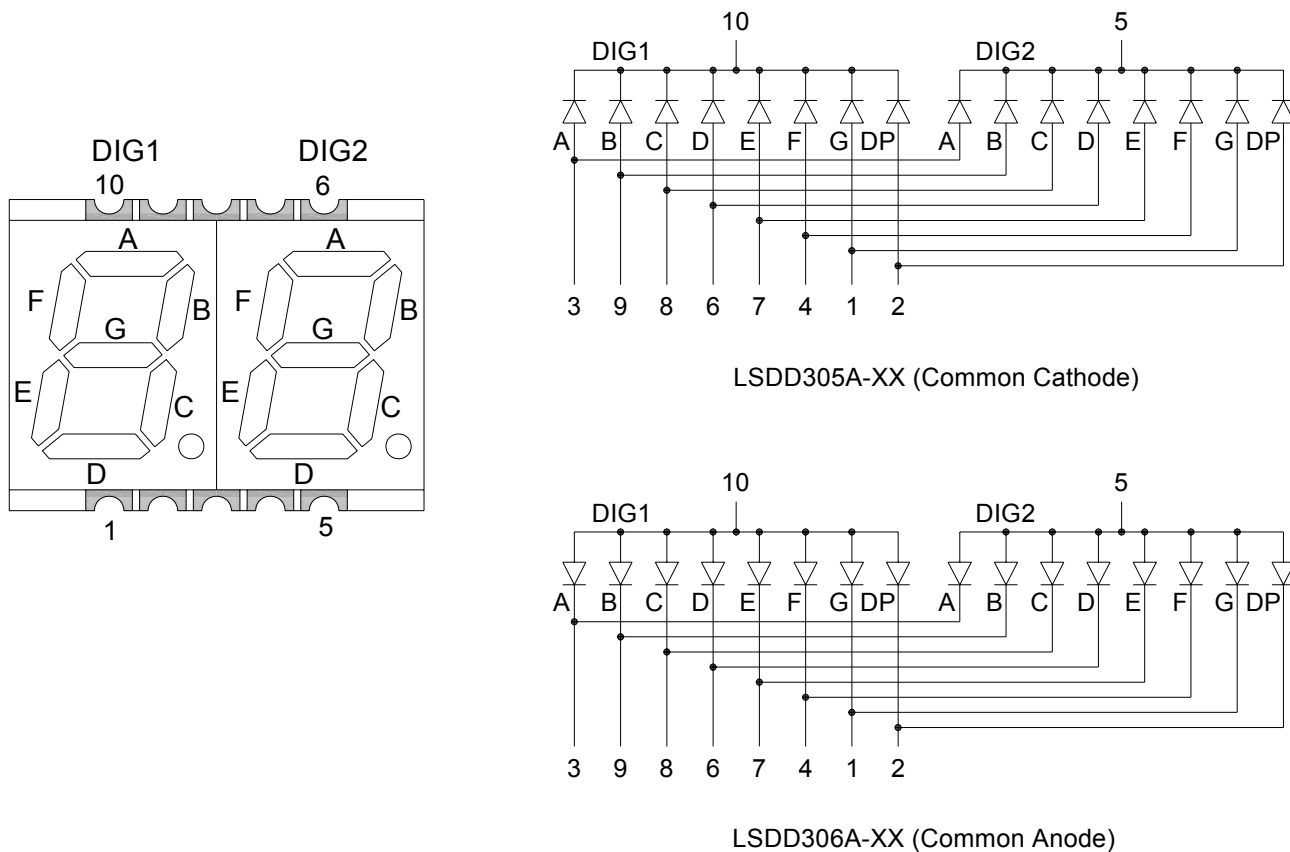 DIG1 DIG2
10 6
A A
F B F B
G G
E C E C
D D
1 5
10 5
DIG1 DIG2
A B C D E F G DP A B C D E F G DP
3 9 8 6 7 4 1 2
LSDD305A-XX (Common Cathode)
10 5
DIG1 DIG2
A B C D E F G DP A B C D E F G DP
3 9 8 6 7 4 1 2
LSDD306A-XX (Common Anode)